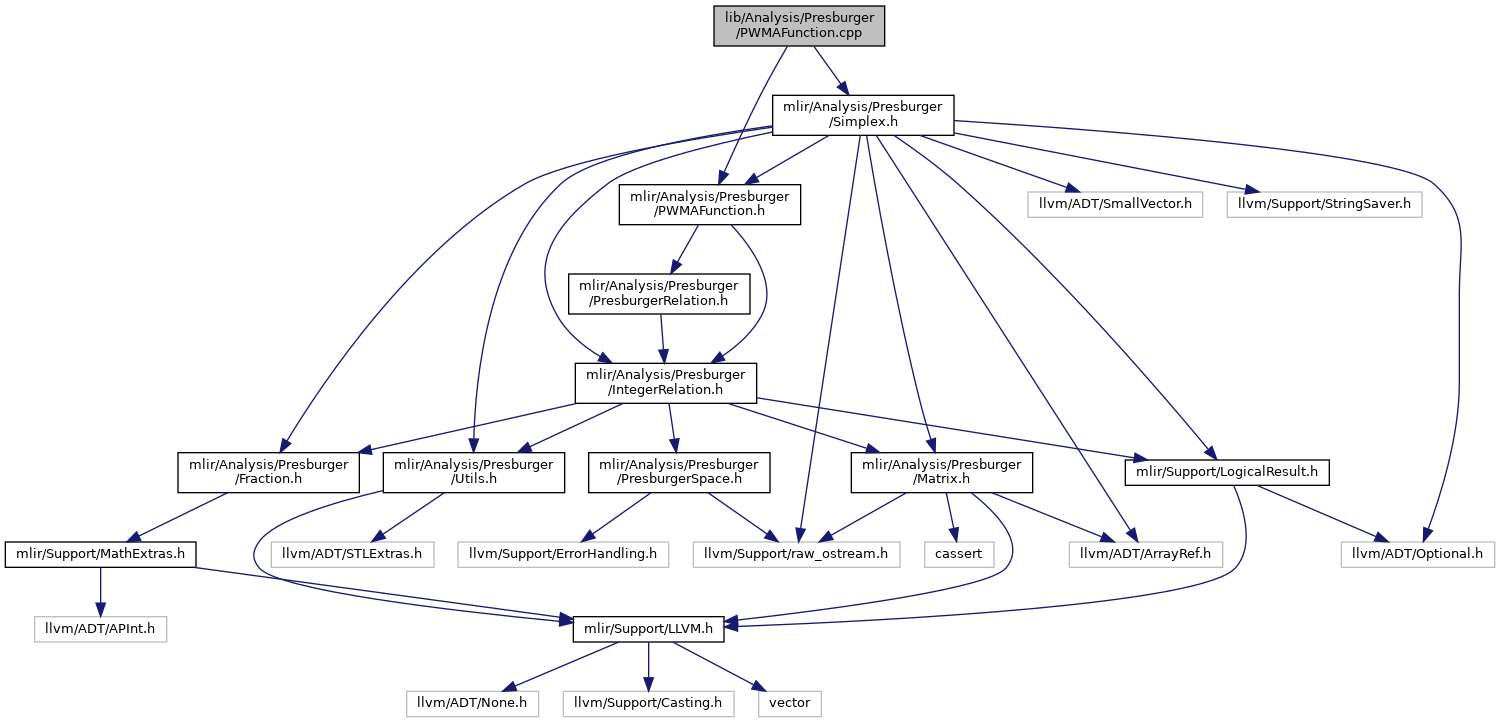 lib/Analysis/Presburger
/PWMAFunction.cpp
mlir/Analysis/Presburger
/Simplex.h
mlir/Analysis/Presburger
/PWMAFunction.h
llvm/ADT/SmallVector.h
llvm/Support/StringSaver.h
mlir/Analysis/Presburger
/PresburgerRelation.h
mlir/Analysis/Presburger
/IntegerRelation.h
mlir/Analysis/Presburger
/Fraction.h
mlir/Analysis/Presburger
/Utils.h
mlir/Analysis/Presburger
/PresburgerSpace.h
mlir/Analysis/Presburger
/Matrix.h
mlir/Support/LogicalResult.h
mlir/Support/MathExtras.h
llvm/ADT/STLExtras.h
llvm/Support/ErrorHandling.h
llvm/Support/raw_ostream.h
cassert
llvm/ADT/ArrayRef.h
llvm/ADT/Optional.h
llvm/ADT/APInt.h
mlir/Support/LLVM.h
llvm/ADT/None.h
llvm/Support/Casting.h
vector